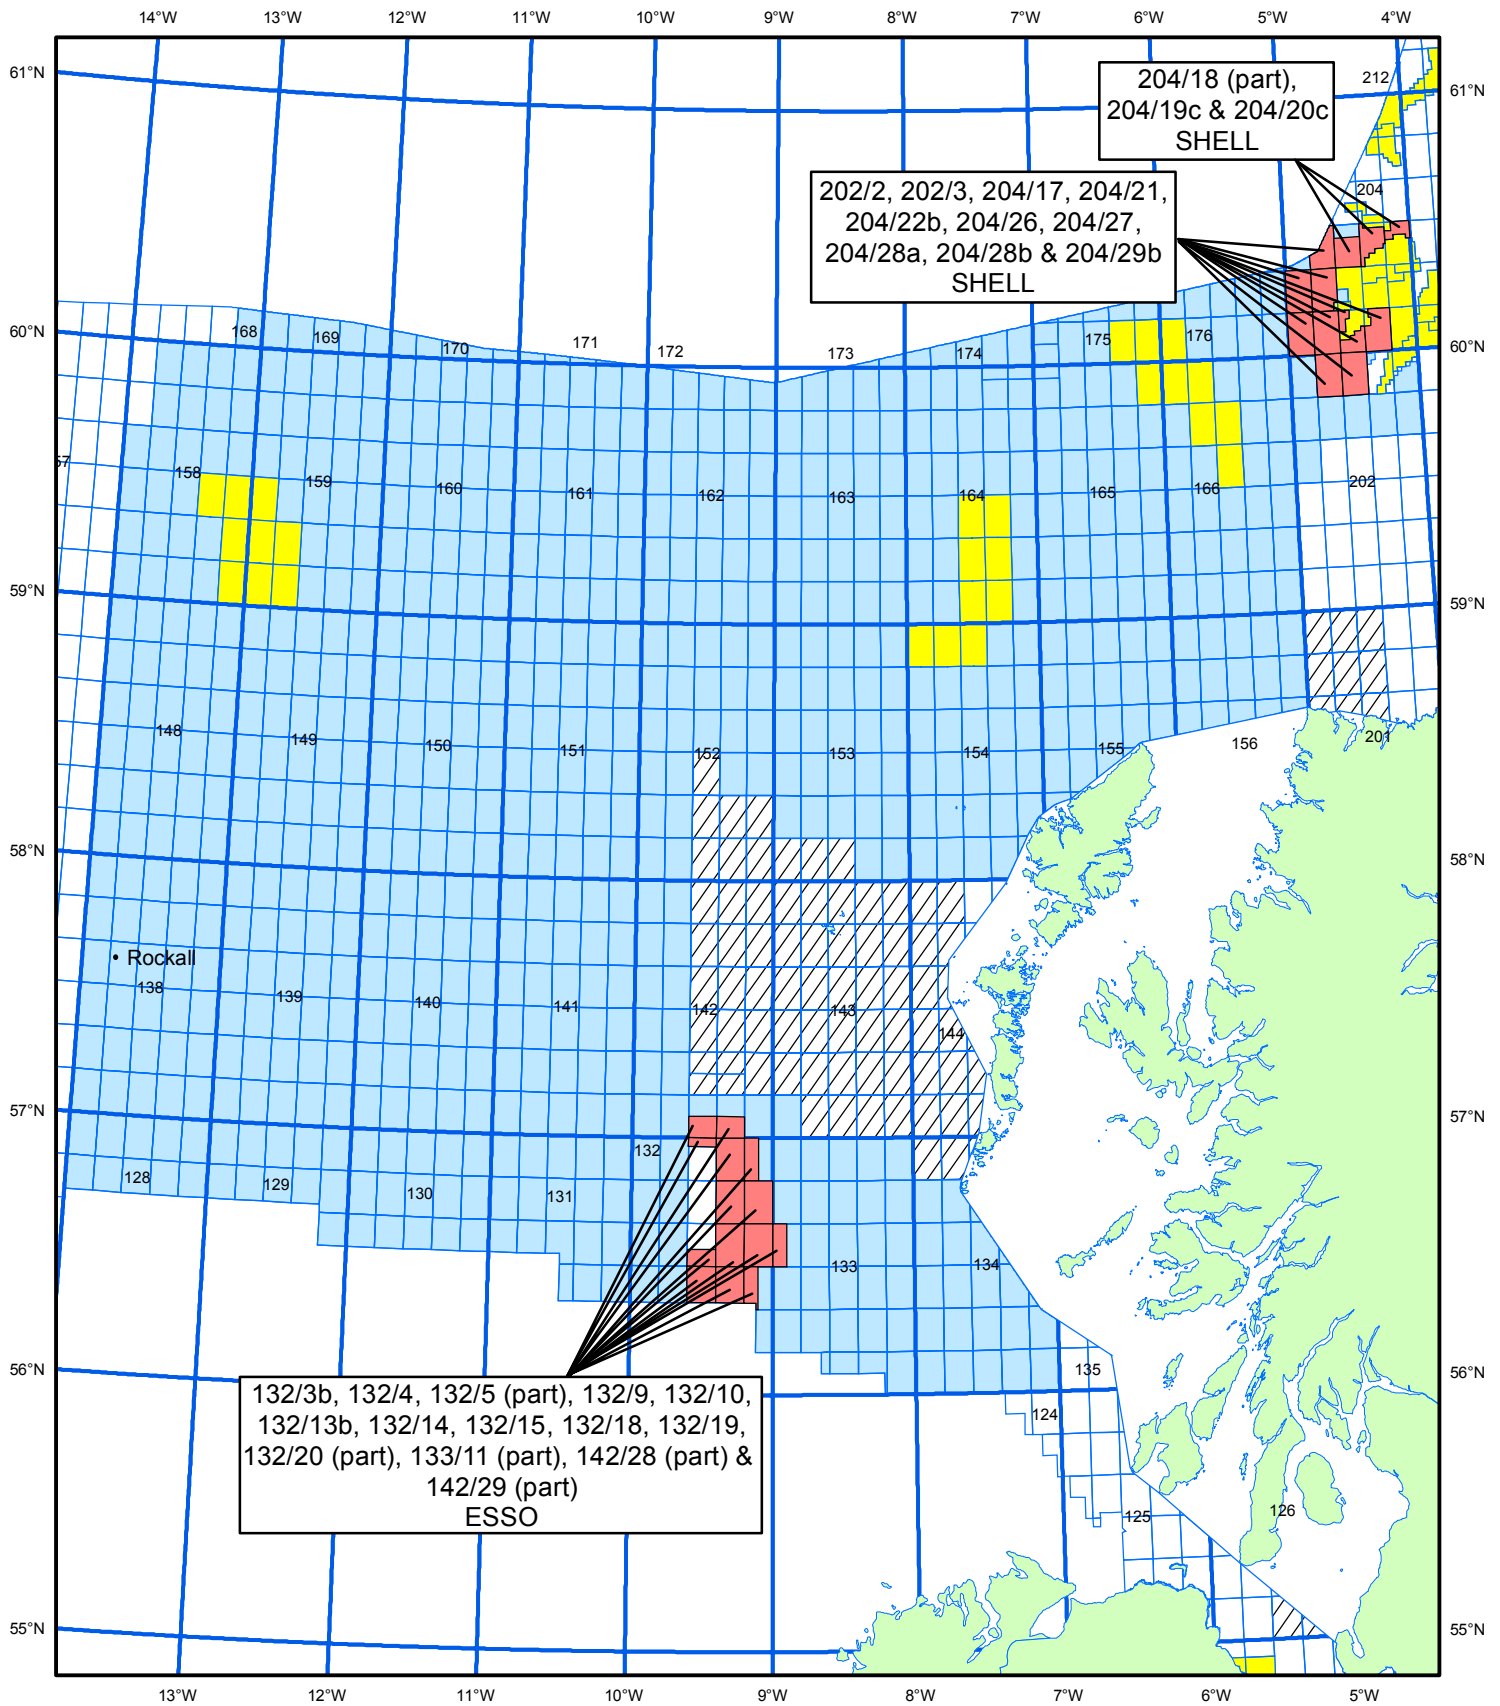 14°W 13°W 12°W 11°W 10°W 9°W 8°W 7°W 6°W 5°W 4°W
61°N
212
61°N
204/18 (part),
204/19c & 204/20c
SHELL
204
202/2, 202/3, 204/17, 204/21,
204/22b, 204/26, 204/27,
204/28a, 204/28b & 204/29b
SHELL
60°N
168 169 170 171 172 173 174 175 176
60°N
57 158 159 160 161 162 163 164 165 166 202
59°N
59°N
148 149 150 151 152 153 154 155 156 201
58°N
58°N
• Rockall
138 139 140 141 142 143 144
57°N
57°N
132
128 129 130 131
133 134
56°N
135
56°N
132/3b, 132/4, 132/5 (part), 132/9, 132/10,
132/13b, 132/14, 132/15, 132/18, 132/19,
132/20 (part), 133/11 (part), 142/28 (part) &
142/29 (part)
ESSO
124
125 126
55°N
55°N
13°W 12°W 11°W 10°W 9°W 8°W 7°W 6°W 5°W